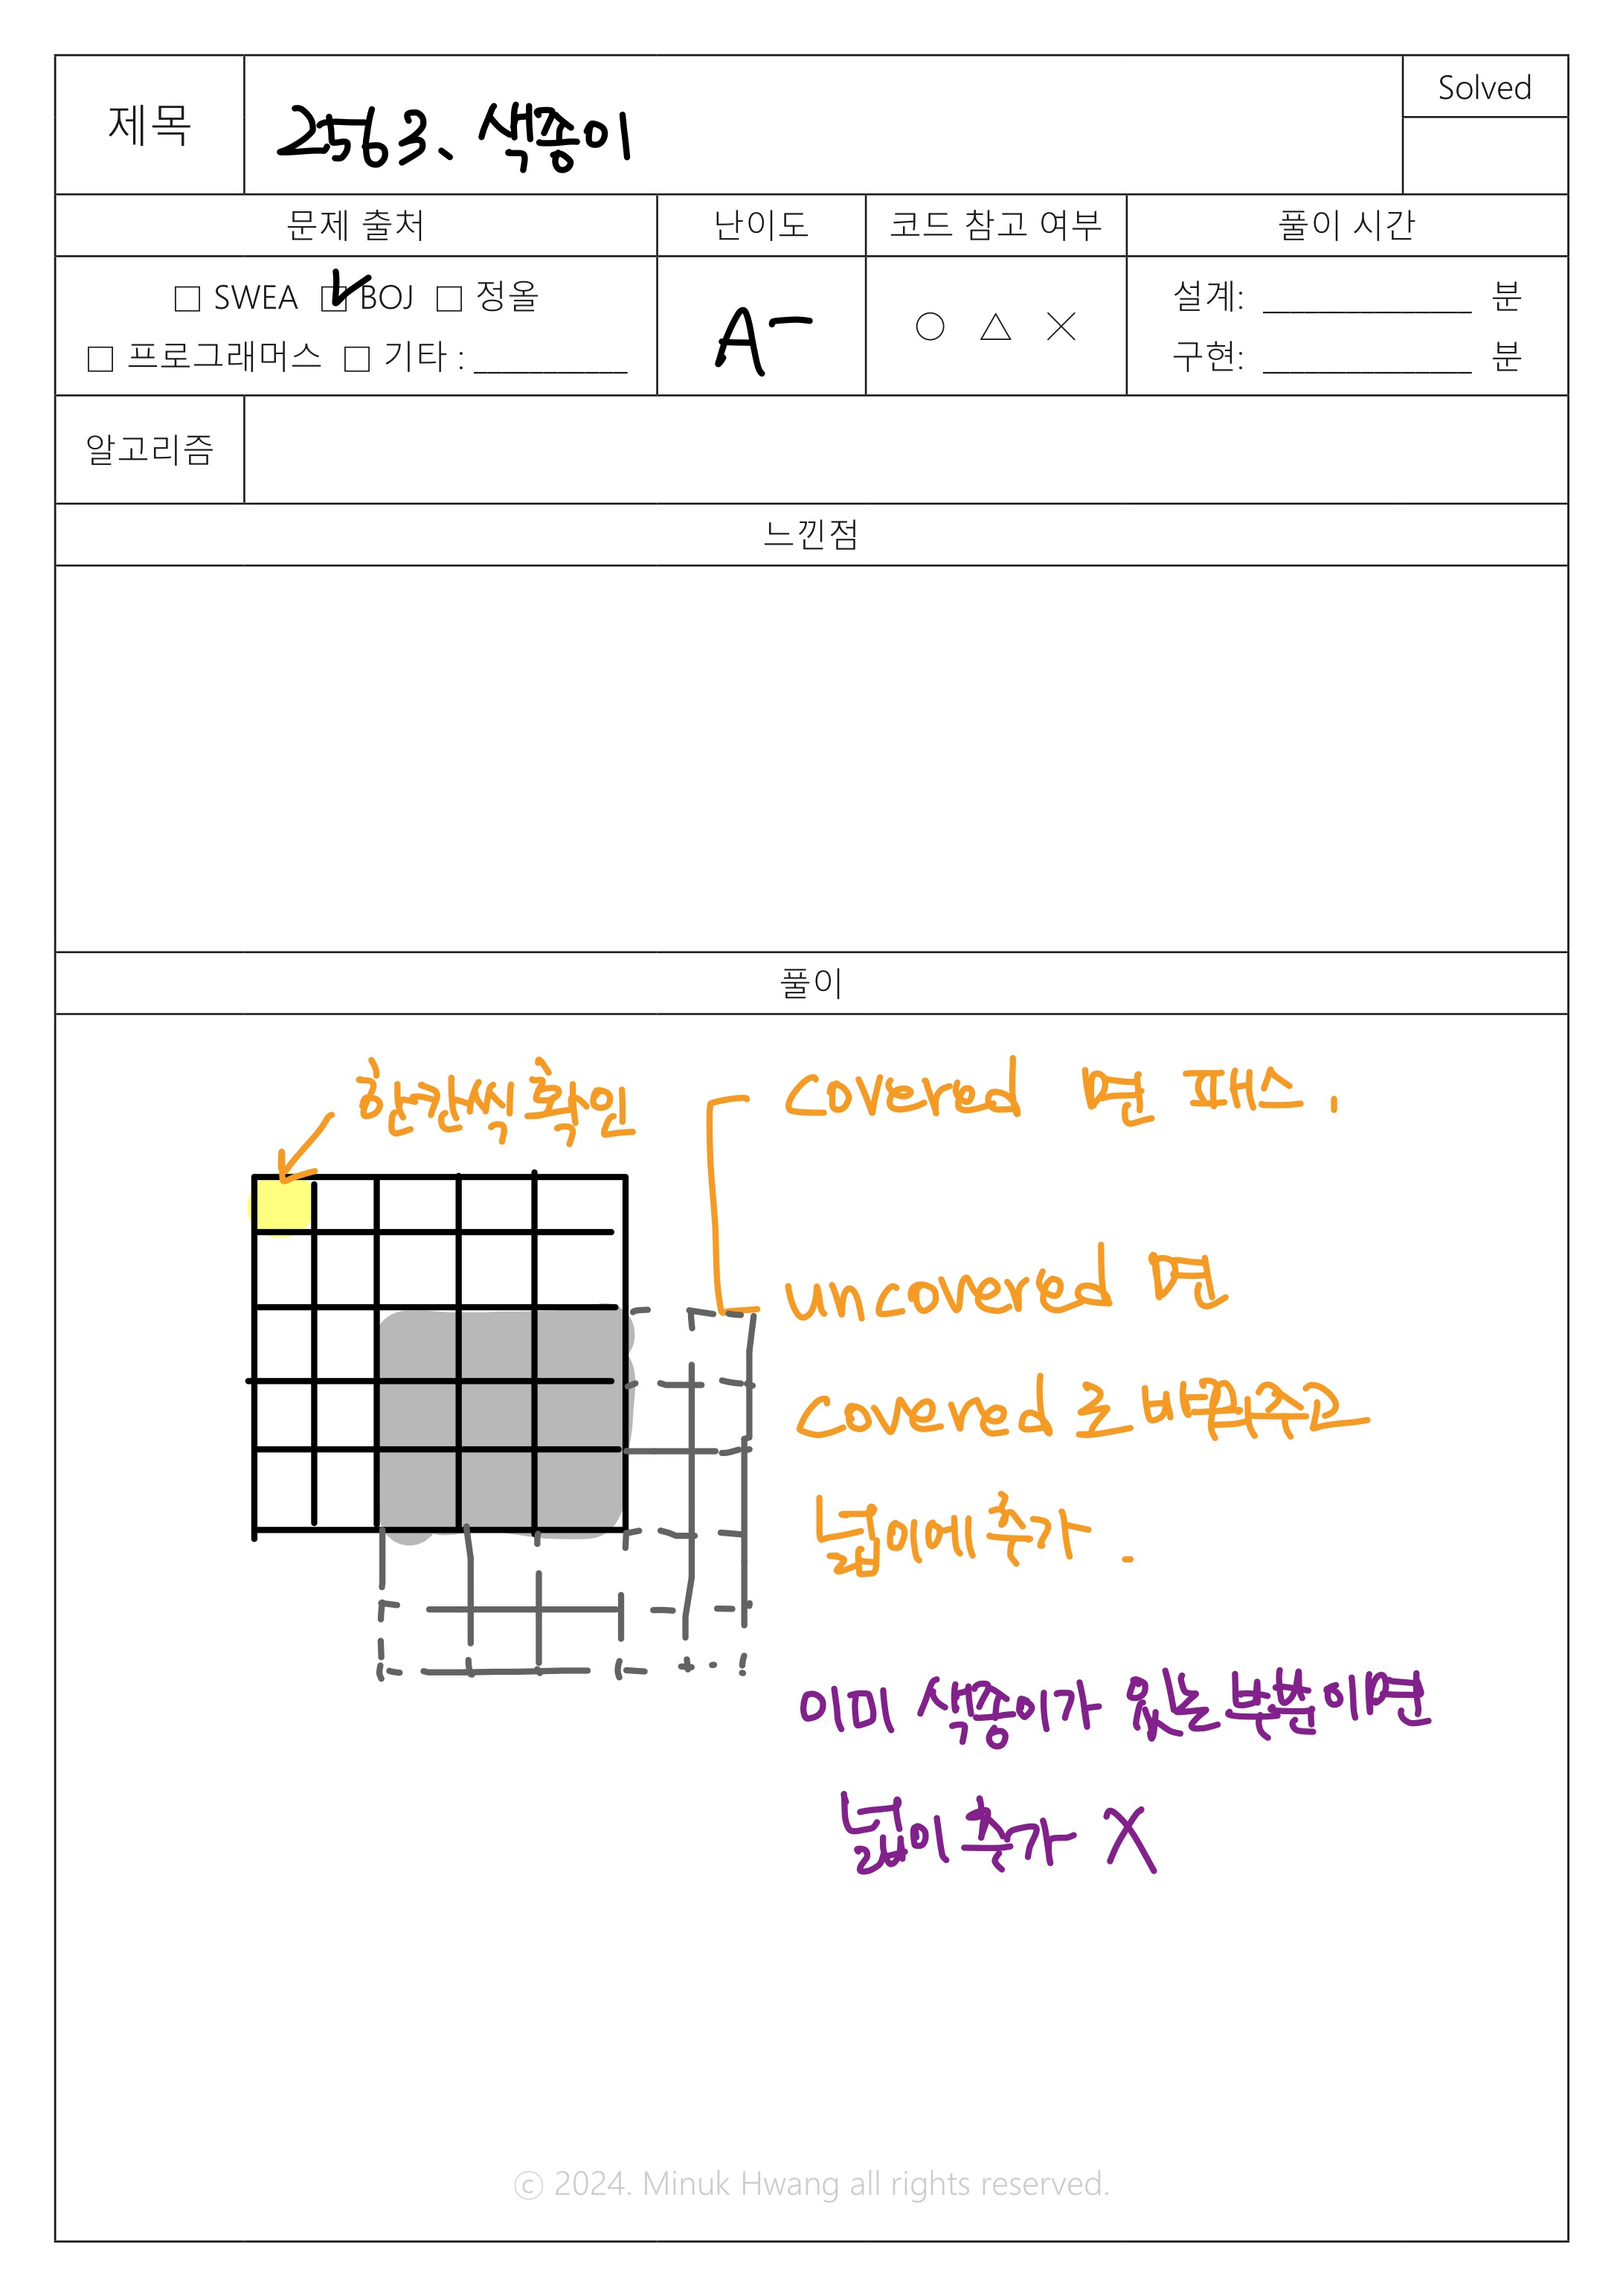 제목
2563. 색종이
Solved
문제 출처
난이도
코드 참고 여부
풀이 시간
□ SWEA □ BOJ □ 정올
□ 프로그래머스 □ 기타 : __________
A-
○ △ ×
설계: ______________ 분
구현: ______________ 분
알고리즘
느낀점
풀이
한칸씩 확인
covered 면 패스.
uncovered 면
covered로 바꿔주고
넓이에 추가.
이미 색종이가 있는 부분이면
넓이 추가 X
© 2024. Minuk Hwang all rights reserved.